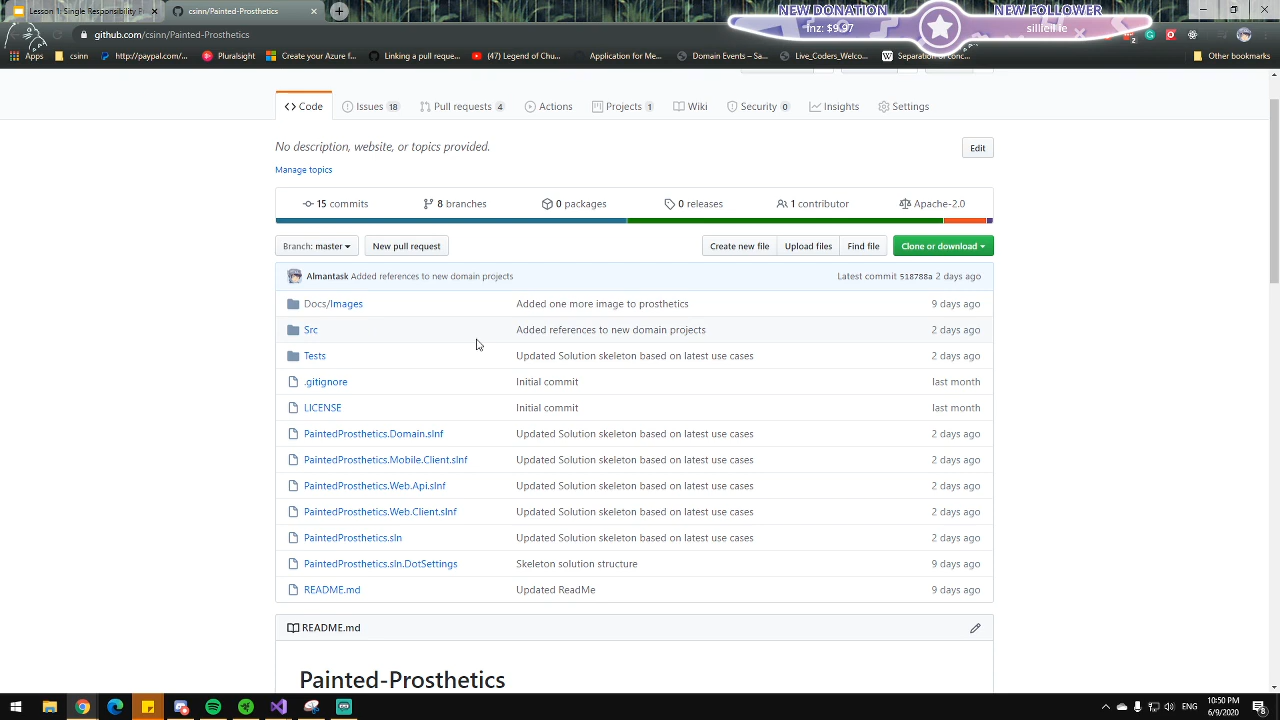 Lesson 1: Single Responsibility P
csinn/Painted-Prosthetics
NEW DONATION
NEW FOLLOWER
Inz: $9.97
github.com/csinn/Painted-Prosthetics
Apps
csinn
http://paypal.com/...
Pluralsight
Create your Azure f...
Linking a pull reque...
(47) Legend Of The...
Application for Me...
Domain Events – Sa...
Live_Coders_Welco...
Separation of conc...
Other bookmarks
Code
Issues 18
Pull requests 4
Actions
Projects 1
Wiki
Security 0
Insights
Settings
No description, website, or topics provided.
Edit
Manage topics
15 commits
8 branches
0 packages
0 releases
1 contributor
Apache-2.0
Branch: master
New pull request
Create new file
Upload files
Find file
Clone or download
Almantask Added references to new domain projects
Latest commit 518788a 2 days ago
Docs/Images Added one more image to prosthetics 9 days ago
Src Added references to new domain projects 2 days ago
Tests Updated Solution skeleton based on latest use cases 2 days ago
.gitignore Initial commit last month
LICENSE Initial commit last month
PaintedProsthetics.Domain.slnf Updated Solution skeleton based on latest use cases 2 days ago
PaintedProsthetics.Mobile.Client.slnf Updated Solution skeleton based on latest use cases 2 days ago
PaintedProsthetics.Web.Api.slnf Updated Solution skeleton based on latest use cases 2 days ago
PaintedProsthetics.Web.Client.slnf Updated Solution skeleton based on latest use cases 2 days ago
PaintedProsthetics.sln Updated Solution skeleton based on latest use cases 2 days ago
PaintedProsthetics.sln.DotSettings Skeleton solution structure 9 days ago
README.md Updated ReadMe 9 days ago
README.md
Painted-Prosthetics
ENG
10:50 PM
6/9/2020
8